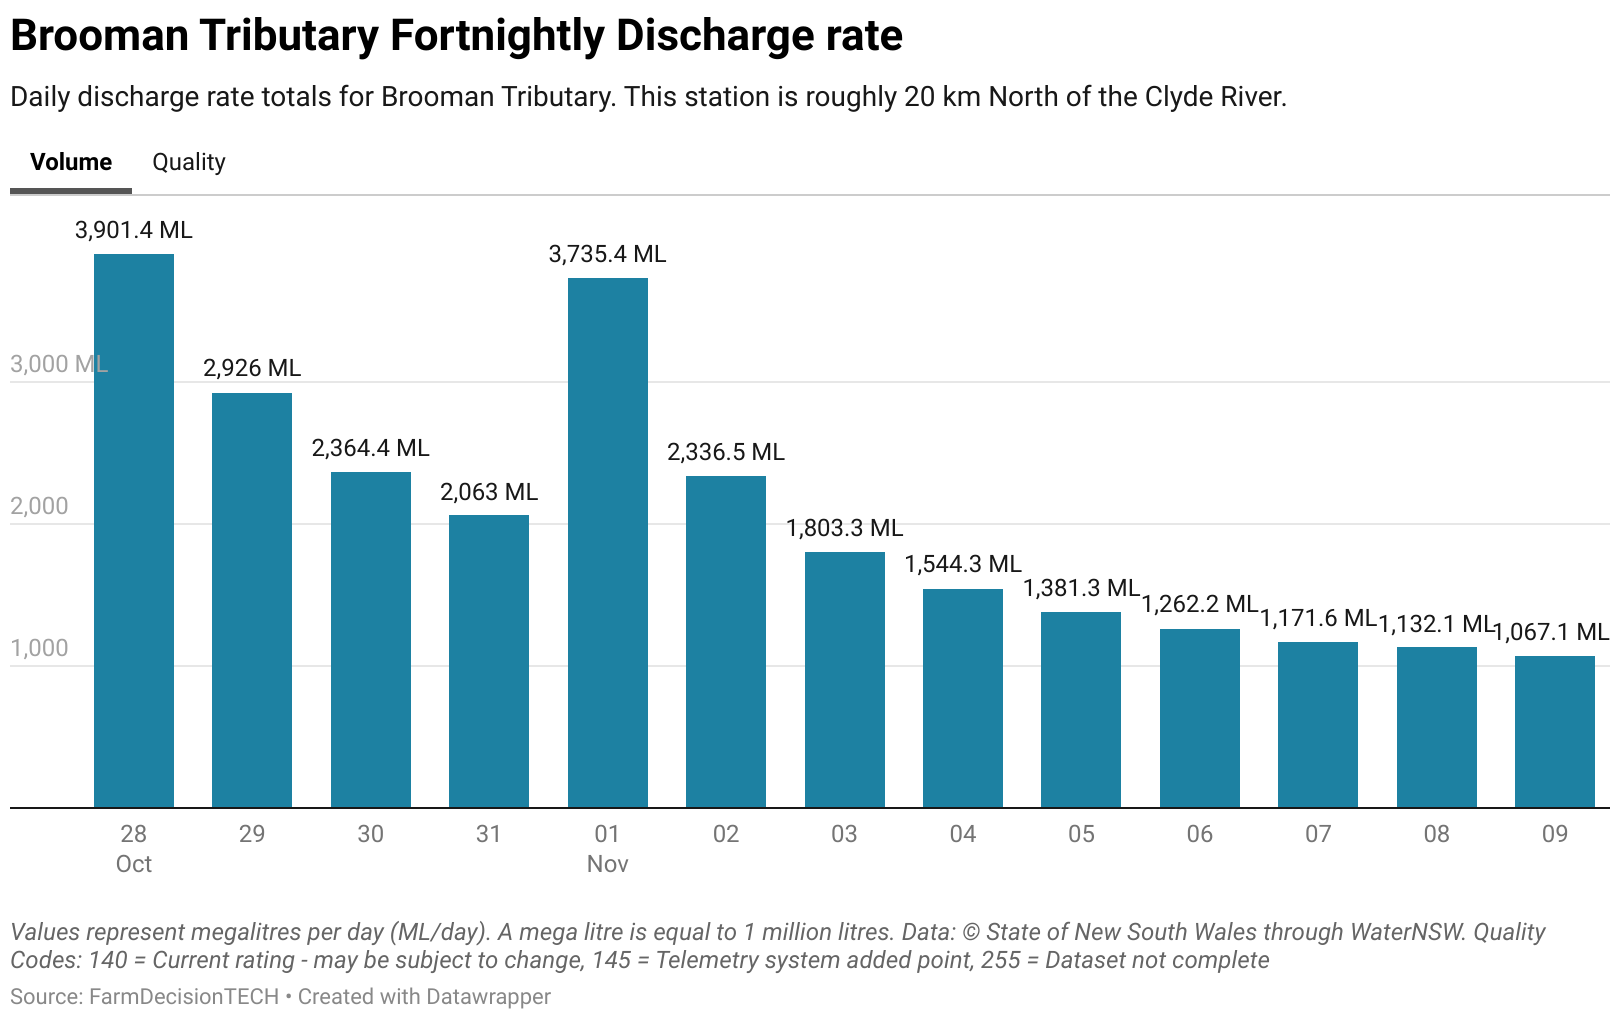 Brooman Tributary Fortnightly Discharge rate
Daily discharge rate totals for Brooman Tributary. This station is roughly 20 km North of the Clyde River.
Volume Quality
3,901.4 ML
3,735.4 ML
3,000 ML
2,926 ML
2,364.4 ML
2,336.5 ML
2,063 ML
2,000
1,803.3 ML
1,544.3 ML
1,381.3 ML
1,262.2 ML
1,171.6 ML
1,132.1 ML
1,067.1 ML
1,000
28 29 30 31 01 02 03 04 05 06 07 08 09
Oct Nov
Values represent megalitres per day (ML/day). A mega litre is equal to 1 million litres. Data: © State of New South Wales through WaterNSW. Quality
Codes: 140 = Current rating - may be subject to change, 145 = Telemetry system added point, 255 = Dataset not complete
Source: FarmDecisionTECH • Created with Datawrapper